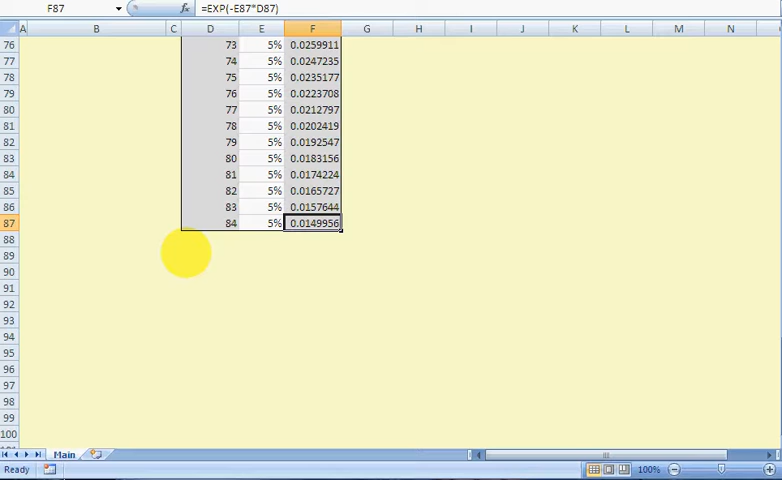 F87 fx =EXP(-E87*D87)
A B C D E F G H I J K L M N
76 73 5% 0.0259911
77 74 5% 0.0247235
78 75 5% 0.0235177
79 76 5% 0.0223708
80 77 5% 0.0212797
81 78 5% 0.0202419
82 79 5% 0.0192547
83 80 5% 0.0183156
84 81 5% 0.0174224
85 82 5% 0.0165727
86 83 5% 0.0157644
87 84 5% 0.0149956
88
89
90
91
92
93
94
95
96
97
98
99
100
Main
Ready 100%